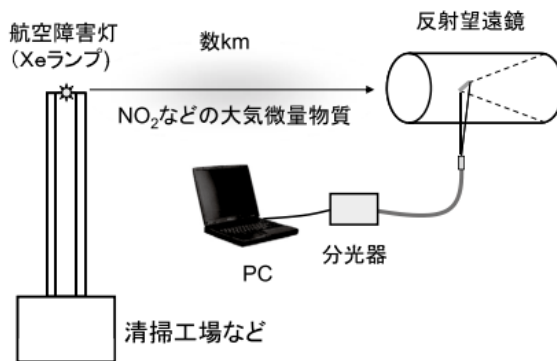 航空障害灯
(Xeランプ)
数km
反射望遠鏡
NO₂などの大気微量物質
分光器
PC
清掃工場など